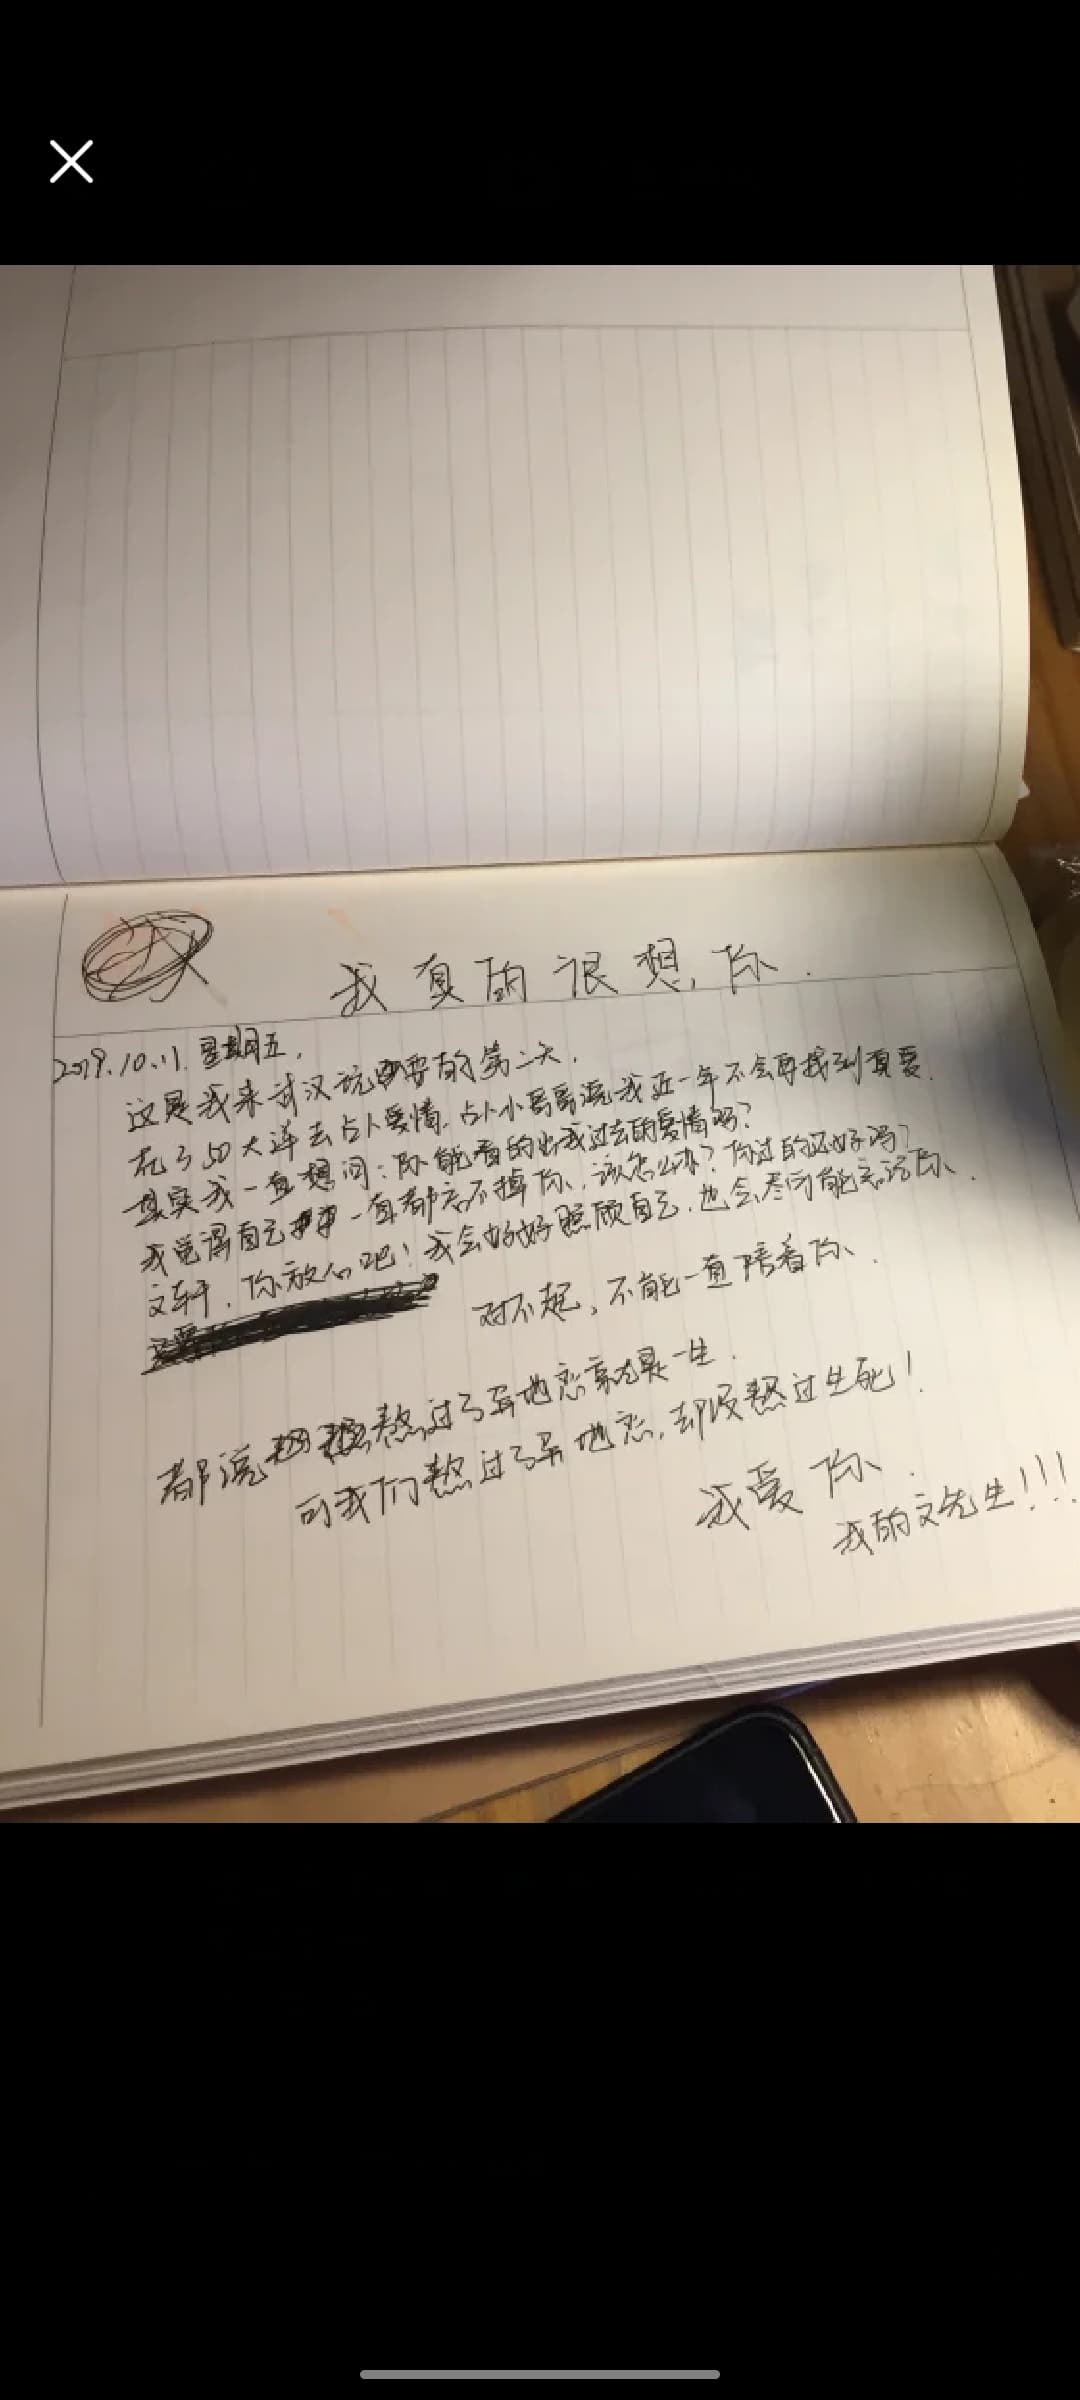 我真的很想你.
2019.10.11.星期五.
这是我来武汉玩要的第二天.
花了50大洋去占卜爱情.占卜小哥哥说我近一年不会再找到真爱.
其实我一直想问:你能看的出我过去的爱情吗?
我觉得自己一直都忘不掉你.该怎么办?你过的还好吗?
文轩.你放心吧!我会好好照顾自己.也会尽可能忘记你.
对不起,不能一直陪着你.
都说熬过了异地恋就是一生.
可我们熬过了异地恋,却没熬过生死!
我爱你.
我的文先生!!!